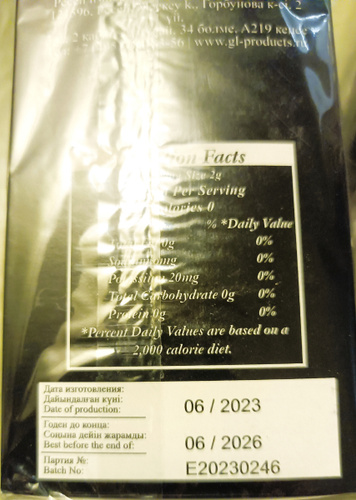 Горбунова к-сі, 2
34 болме. А219 кеңсе
www.gl-products.ru
Facts
Size 2g
Per Serving
Calories 0
% *Daily Value
0g 0%
0mg 0%
Potassium 20mg 0%
Total Carbohydrate 0g 0%
Protein 0g 0%
*Percent Daily Values are based on a
2,000 calorie diet.
Дата изготовления:
Дайындалған күні:
Date of production: 06 / 2023
Годен до конца:
Соңына дейін жарамды:
Best before the end of: 06 / 2026
Партия №:
Batch No: E20230246